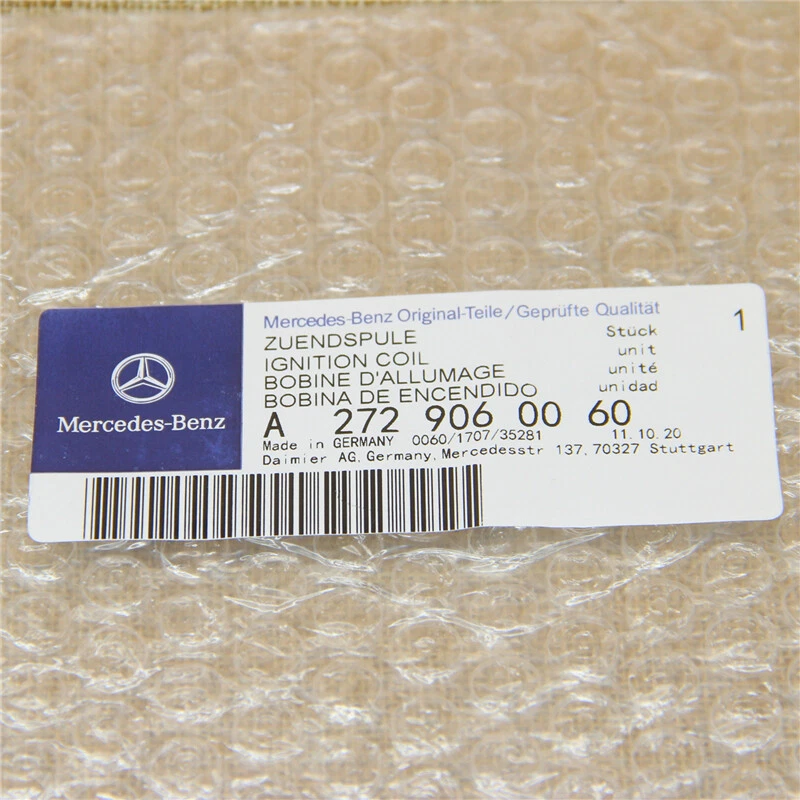 Mercedes-Benz
Mercedes-Benz Original-Teile/Geprüfte Qualität
1
ZUENDSPULE Stück
IGNITION COIL unit
BOBINE D'ALLUMAGE unité
BOBINA DE ENCENDIDO unidad
A 272 906 00 60
Made in GERMANY 0060/1707/35281 11.10.20
Daimier AG, Germany, Mercedesstr 137, 70327 Stuttgart